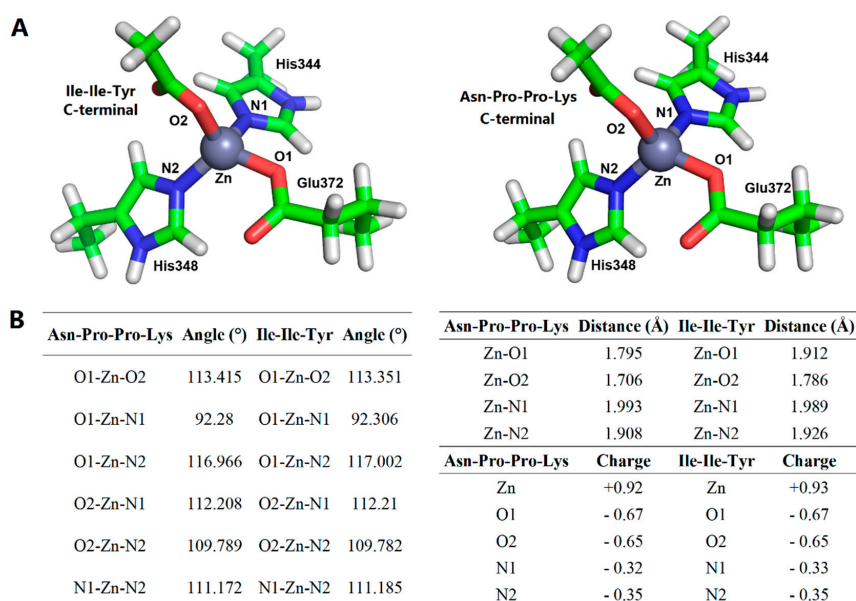 A
Ile-Ile-Tyr
C-terminal
O2
N1
His344
N2
Zn
O1
Glu372
His348
Asn-Pro-Pro-Lys
C-terminal
O2
N1
His344
N2
Zn
O1
Glu372
His348
B
Asn-Pro-Pro-Lys Angle (°) Ile-Ile-Tyr Angle (°)
O1-Zn-O2 113.415 O1-Zn-O2 113.351
O1-Zn-N1 92.28 O1-Zn-N1 92.306
O1-Zn-N2 116.966 O1-Zn-N2 117.002
O2-Zn-N1 112.208 O2-Zn-N1 112.21
O2-Zn-N2 109.789 O2-Zn-N2 109.782
N1-Zn-N2 111.172 N1-Zn-N2 111.185
Asn-Pro-Pro-Lys Distance (Å) Ile-Ile-Tyr Distance (Å)
Zn-O1 1.795 Zn-O1 1.912
Zn-O2 1.706 Zn-O2 1.786
Zn-N1 1.993 Zn-N1 1.989
Zn-N2 1.908 Zn-N2 1.926
Asn-Pro-Pro-Lys Charge Ile-Ile-Tyr Charge
Zn +0.92 Zn +0.93
O1 - 0.67 O1 - 0.67
O2 - 0.65 O2 - 0.65
N1 - 0.32 N1 - 0.33
N2 - 0.35 N2 - 0.35